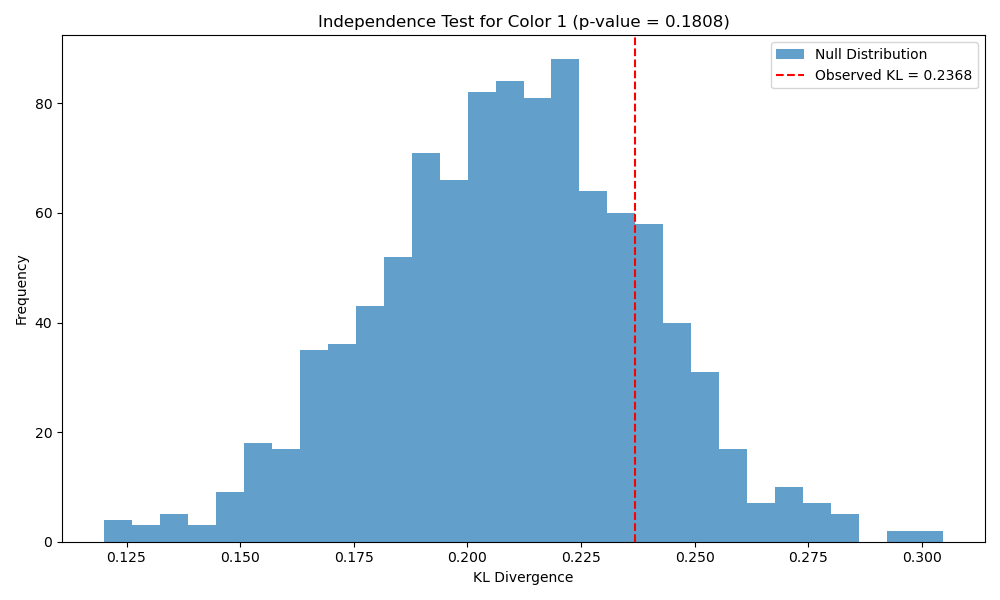 Independence Test for Color 1 (p-value = 0.1808)
Null Distribution
Observed KL = 0.2368
80
60
40
20
0
Frequency
0.125 0.150 0.175 0.200 0.225 0.250 0.275 0.300
KL Divergence